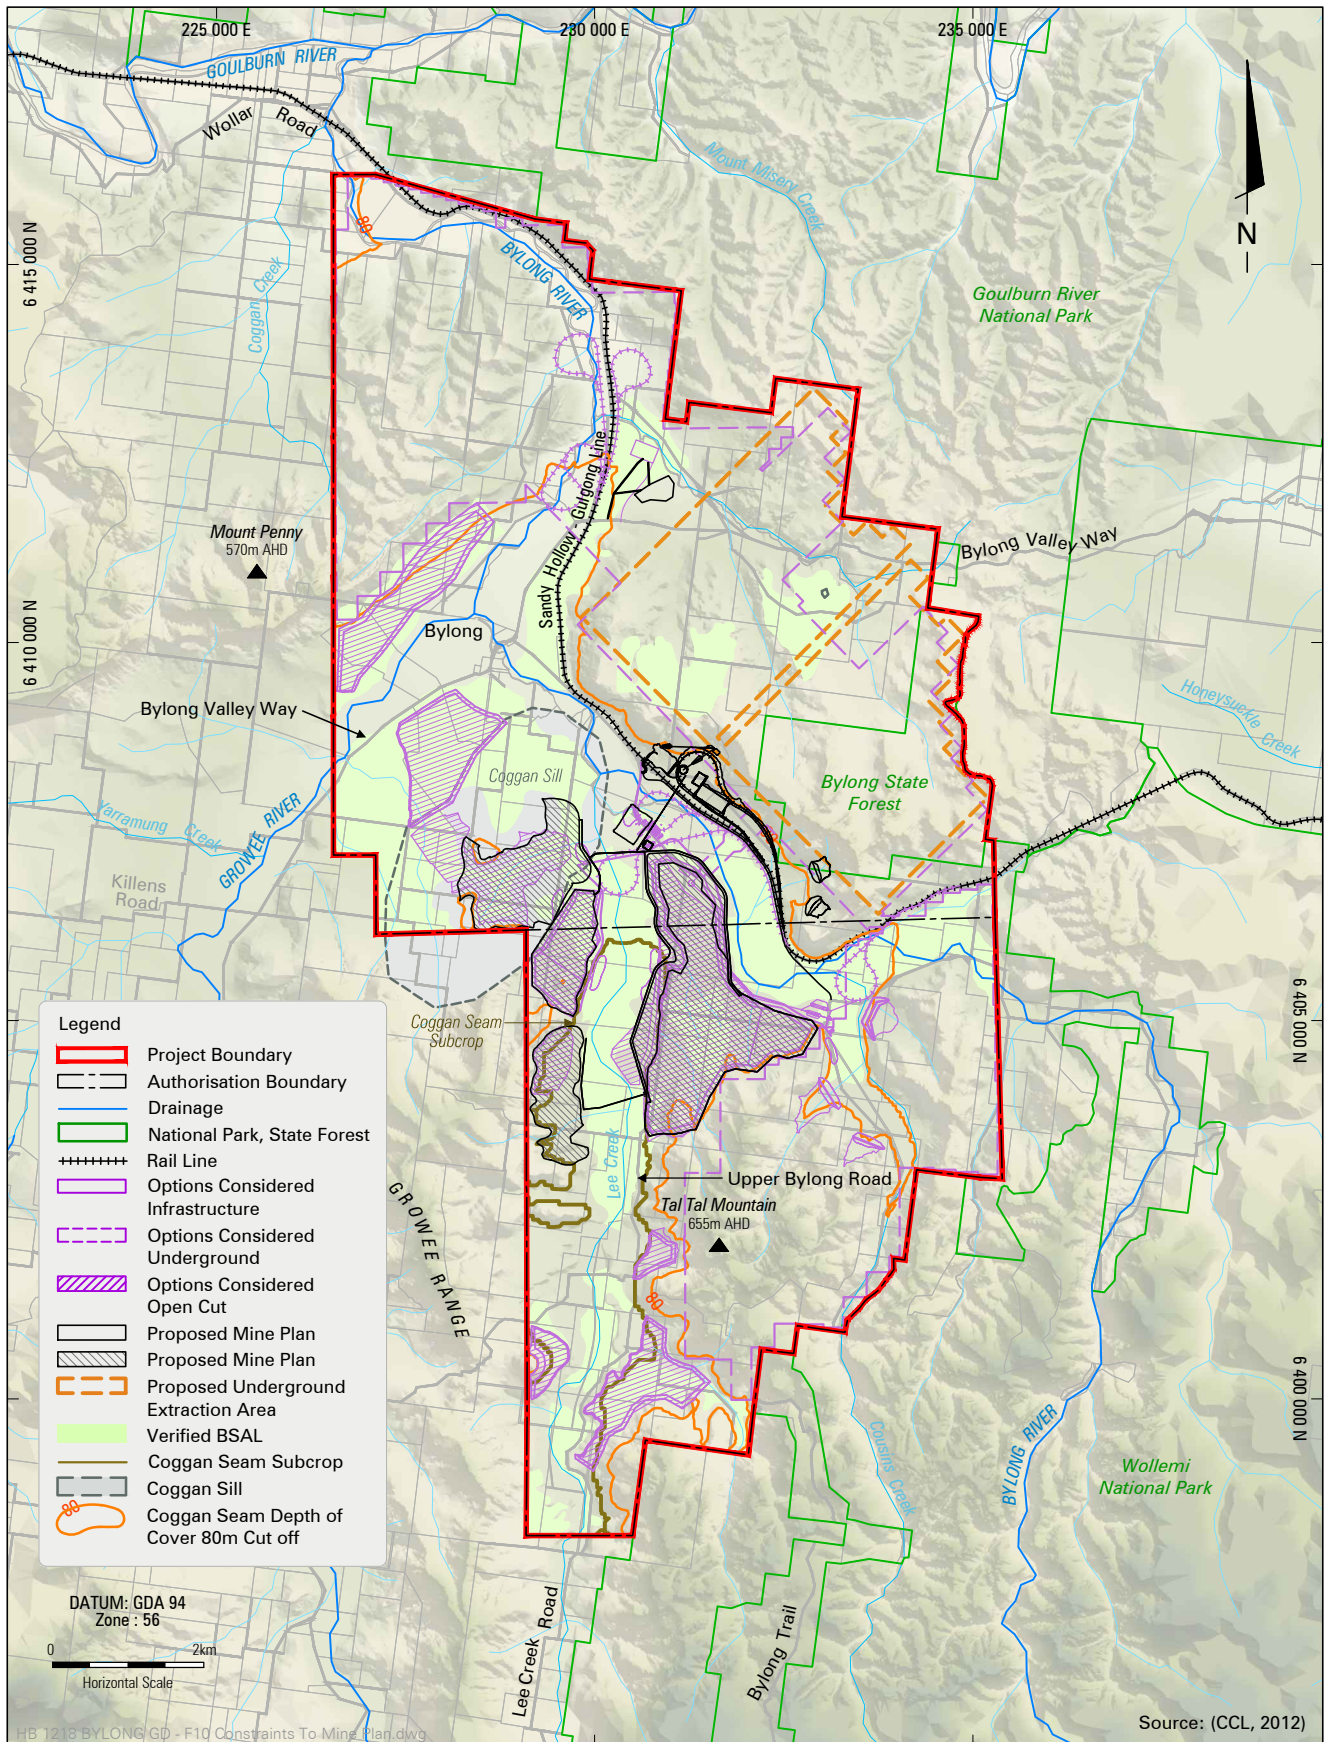 225 000 E
230 000 E
235 000 E
GOULBURN RIVER
Wollar Road
Mount Misery Creek
N
80
6 415 000 N
Coggan Creek
BYLONG RIVER
Goulburn River
National Park
Sandy Hollow - Gulgong Line
Mount Penny
570m AHD
Bylong Valley Way
6 410 000 N
Bylong
Honeysuckle Creek
Bylong Valley Way
Coggan Sill
Bylong State
Forest
Yarramung Creek
GROWEE RIVER
Killens
Road
6 405 000 N
Coggan Seam
Subcrop
Lee Creek
Upper Bylong Road
Tal Tal Mountain
655m AHD
GROWEE RANGE
80
6 400 000 N
Cousins Creek
BYLONG RIVER
Wollemi
National Park
Legend
Project Boundary
Authorisation Boundary
Drainage
National Park, State Forest
Rail Line
Options Considered
Infrastructure
Options Considered
Underground
Options Considered
Open Cut
Proposed Mine Plan
Proposed Mine Plan
Proposed Underground
Extraction Area
Verified BSAL
Coggan Seam Subcrop
Coggan Sill
80
Coggan Seam Depth of
Cover 80m Cut off
DATUM: GDA 94
Zone : 56
0 2km
Horizontal Scale
Lee Creek Road
Bylong Trail
Source: (CCL, 2012)
HB 1218 BYLONG GD - F10 Constraints To Mine Plan.dwg